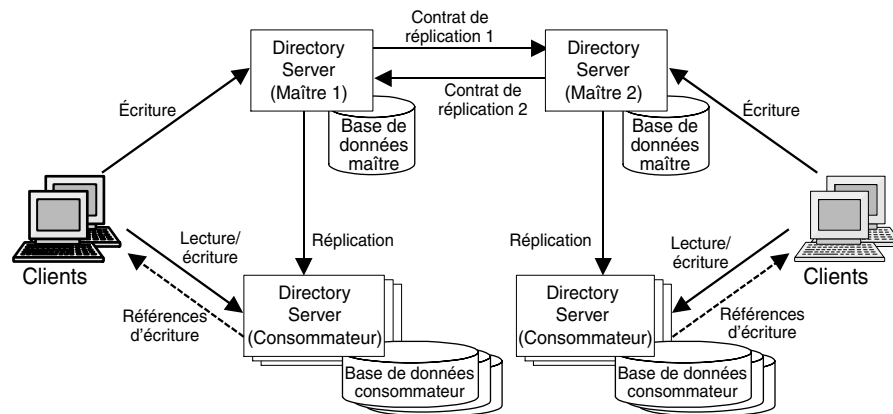 Contrat de
réplication 1
Directory
Server
(Maître 1)
Directory
Server
(Maître 2)
Contrat de
réplication 2
Écriture
Écriture
Base de
données
maître
Base de
données
maître
Clients
Lecture/
écriture
Réplication
Réplication
Lecture/
écriture
Clients
Directory
Server
(Consommateur)
Directory
Server
(Consommateur)
Références
d'écriture
Références
d'écriture
Base de données
consommateur
Base de données
consommateur